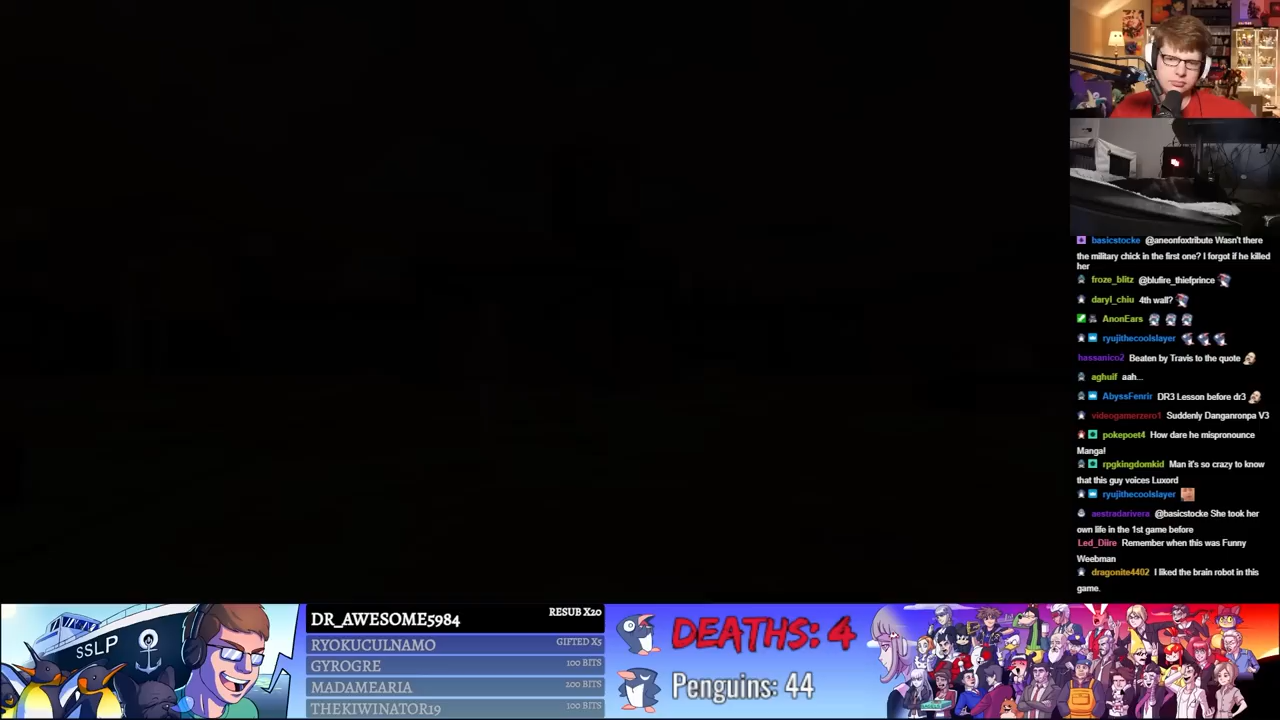 basicstocke @aneonfoxtribute Wasn't there
the military chick in the first one? I forgot if he killed
her
froze_blitz @blufire_thiefprince
daryl_chiu 4th wall?
AnonEars
ryujithecoolslayer
hassanico2 Beaten by Travis to the quote
aghuif aah...
AbyssFenrir DR3 Lesson before dr3
videogamerzero1 Suddenly Danganronpa V3
pokepoet4 How dare he mispronounce
Manga!
rpgkingdomkid Man it's so crazy to know
that this guy voices Luxord
ryujithecoolslayer
aestradarivera @basicstocke She took her
own life in the 1st game before
Led_Diire Remember when this was Funny
Weebman
dragonite4402 I liked the brain robot in this
game.
SSLP
DR_AWESOME5984 RESUB X20
RYOKUCULNAMO GIFTED X5
GYROGRE 100 BITS
MADAMEARIA 200 BITS
THEKIWINATOR19 100 BITS
DEATHS: 4
Penguins: 44